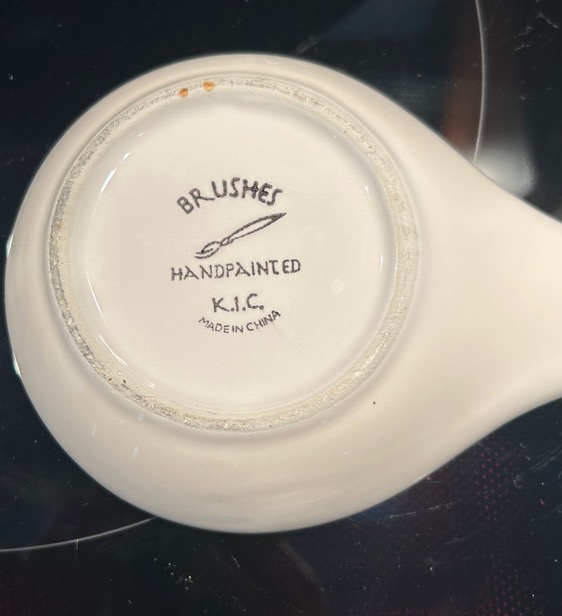 BRUSHES
HANDPAINTED
K.I.C.
MADE IN CHINA